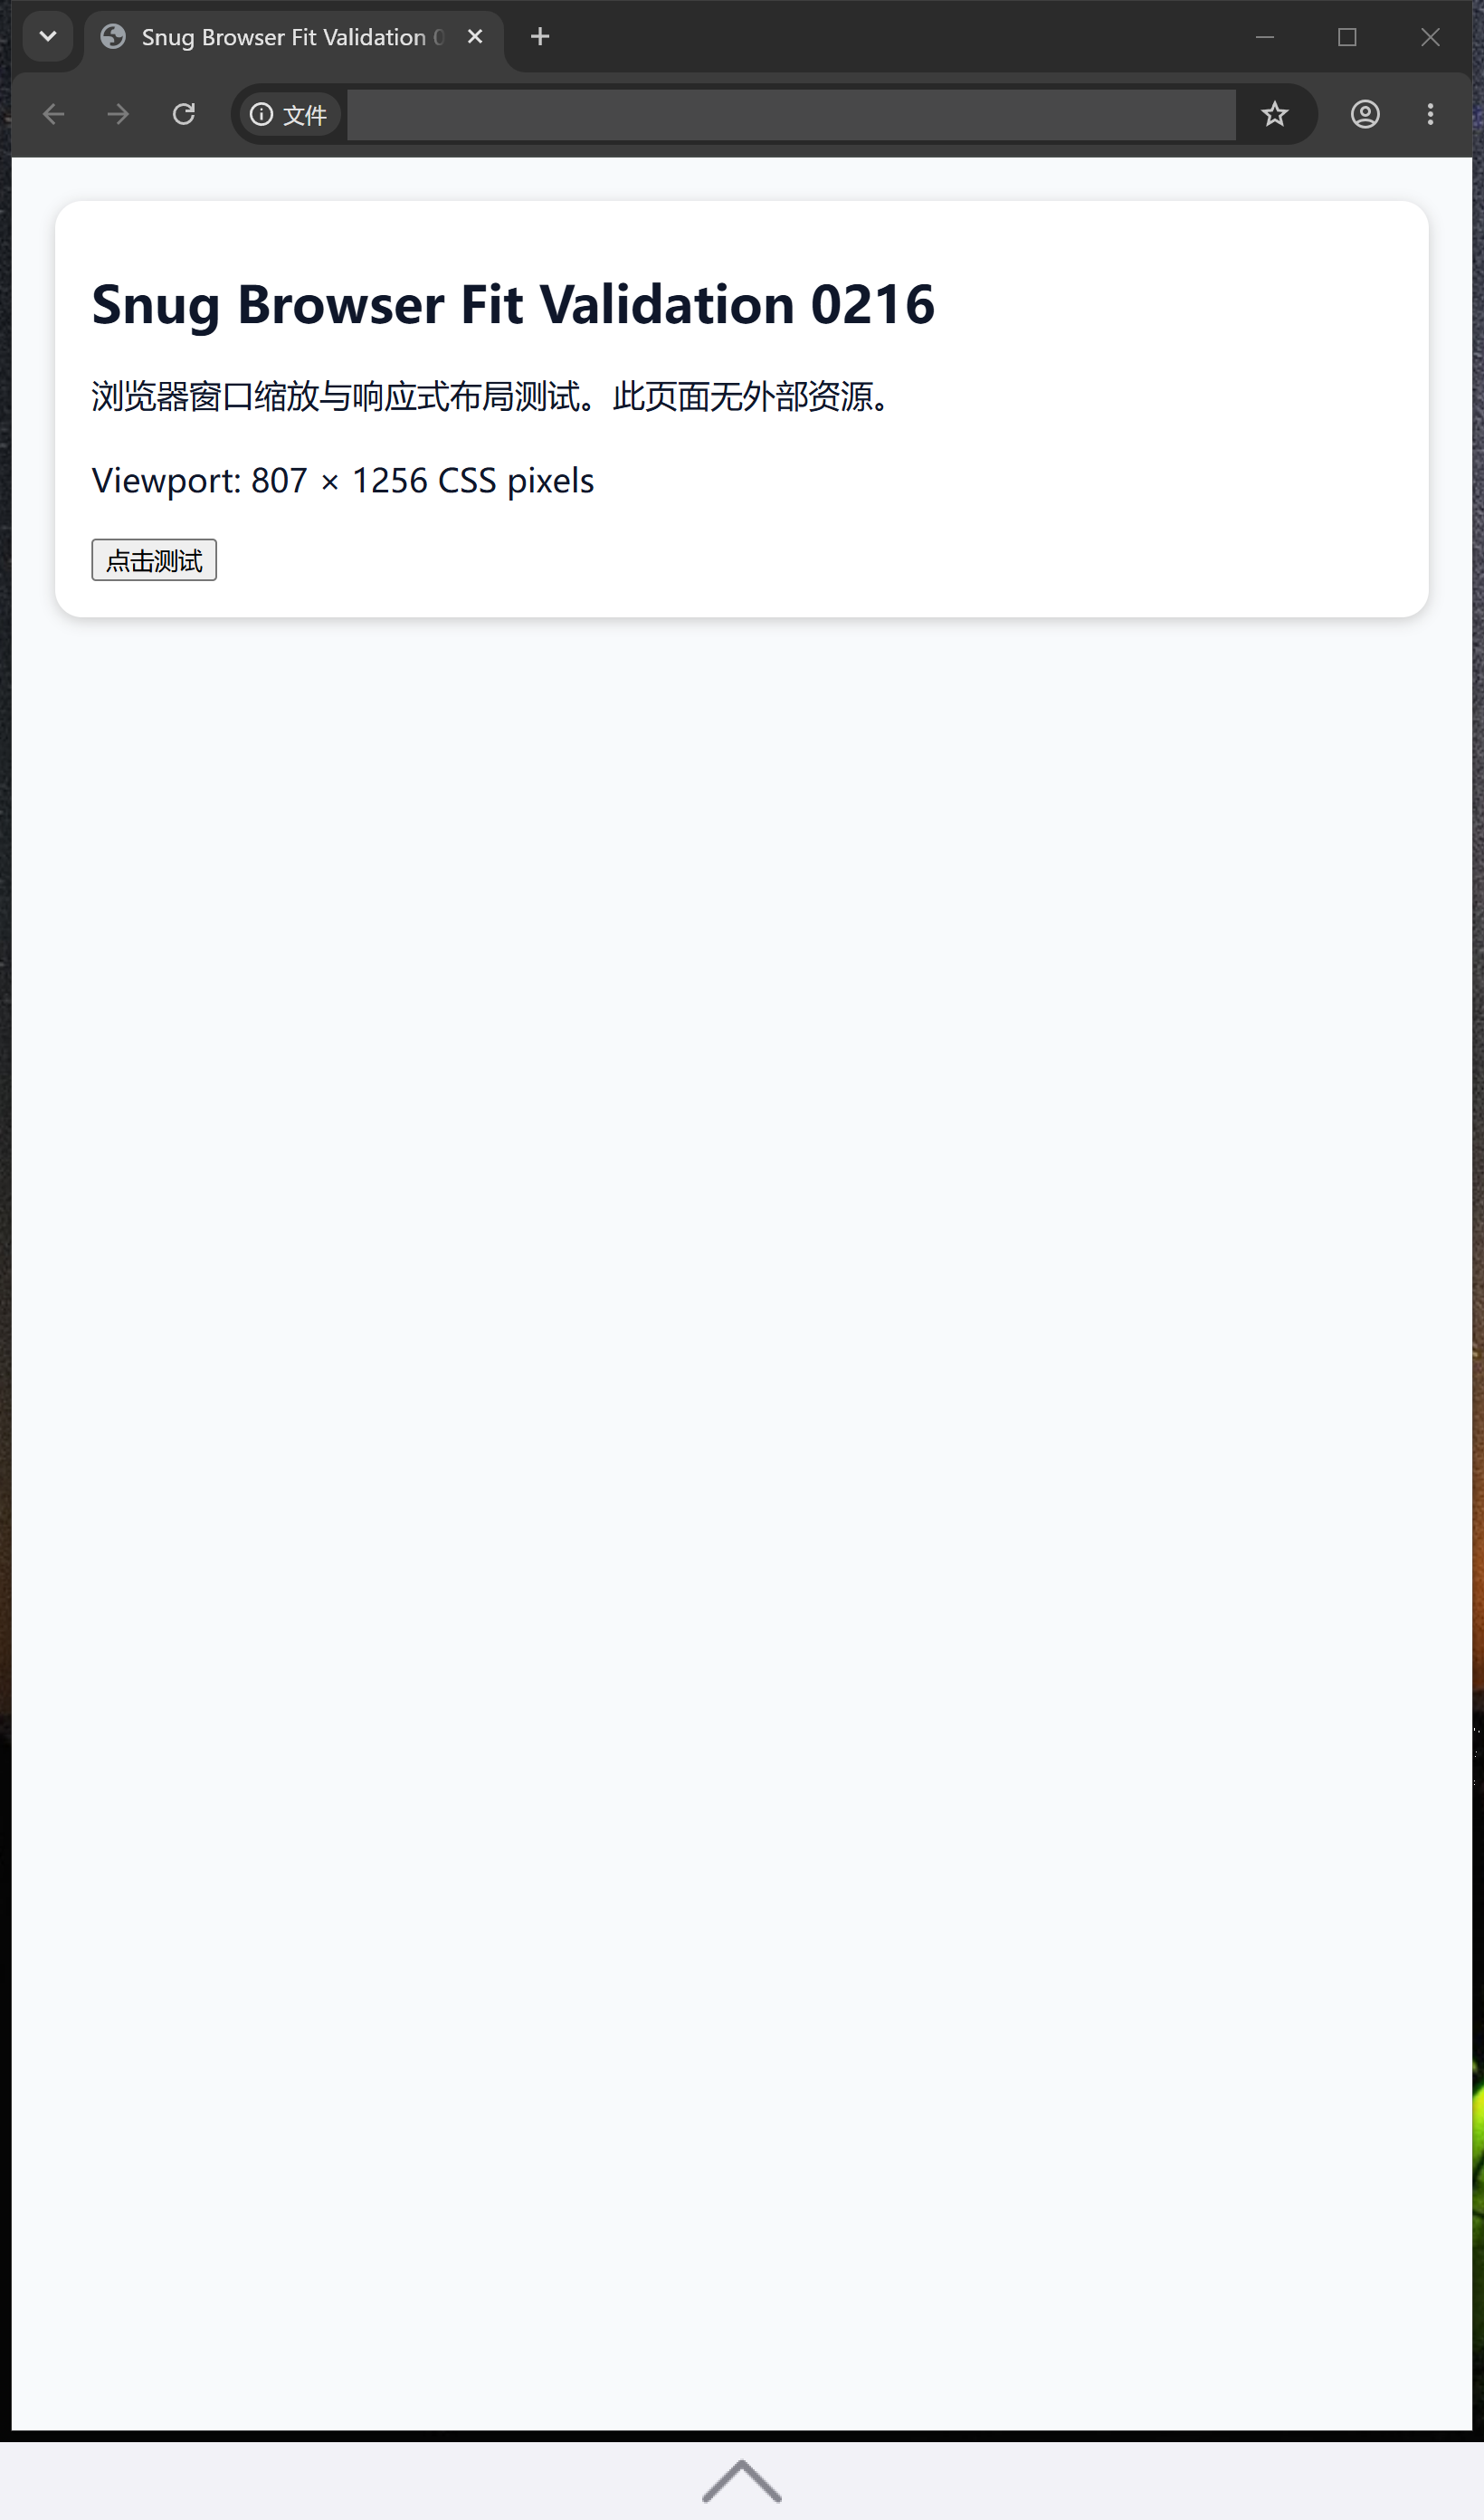 Snug Browser Fit Validation 0
文件
Snug Browser Fit Validation 0216
浏览器窗口缩放与响应式布局测试。此页面无外部资源。
Viewport: 807 × 1256 CSS pixels
点击测试